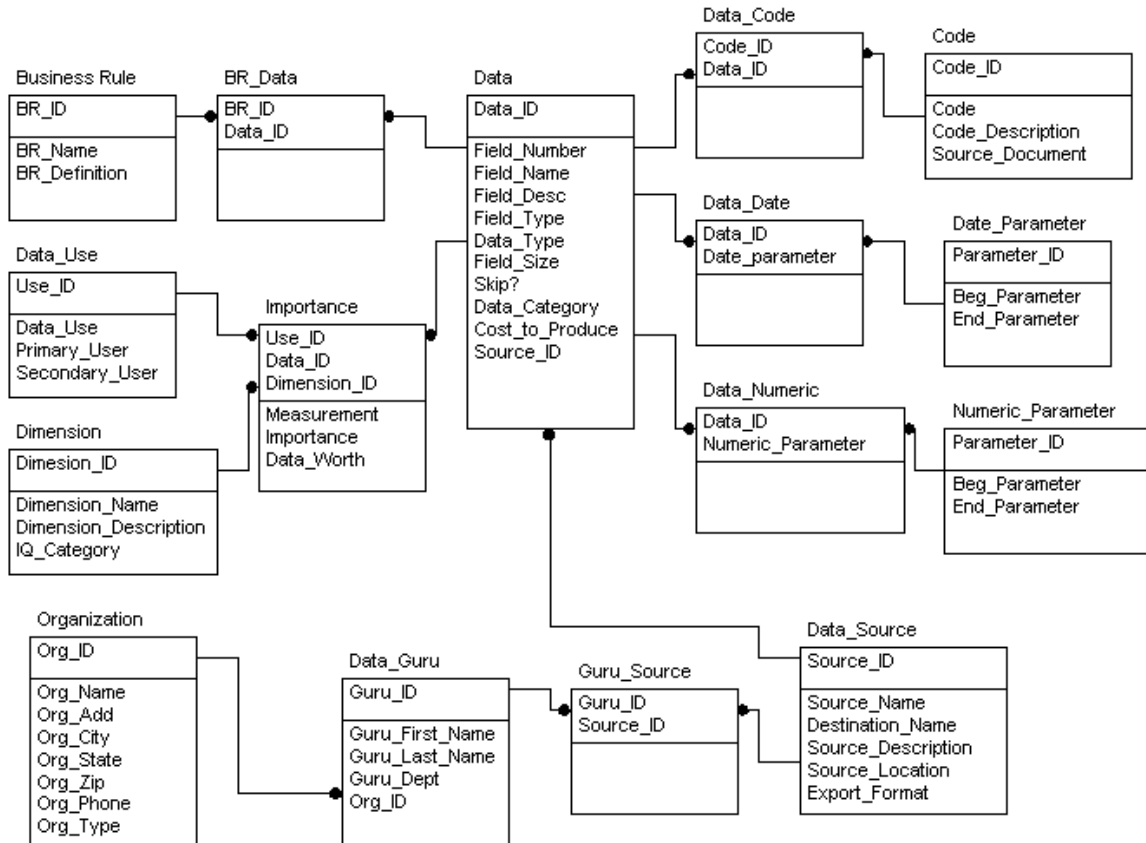 Business Rule
BR_ID
BR_Name
BR_Definition
BR_Data
BR_ID
Data_ID
Data
Data_ID
Field_Number
Field_Name
Field_Desc
Field_Type
Data_Type
Field_Size
Skip?
Data_Category
Cost_to_Produce
Source_ID
Data_Code
Code_ID
Data_ID
Code
Code_ID
Code
Code_Description
Source_Document
Data_Use
Use_ID
Data_Use
Primary_User
Secondary_User
Importance
Use_ID
Data_ID
Dimension_ID
Measurement
Importance
Data_Worth
Data_Date
Data_ID
Date_parameter
Date_Parameter
Parameter_ID
Beg_Parameter
End_Parameter
Dimension
Dimesion_ID
Dimension_Name
Dimension_Description
IQ_Category
Data_Numeric
Data_ID
Numeric_Parameter
Numeric_Parameter
Parameter_ID
Beg_Parameter
End_Parameter
Organization
Org_ID
Org_Name
Org_Add
Org_City
Org_State
Org_Zip
Org_Phone
Org_Type
Data_Guru
Guru_ID
Guru_First_Name
Guru_Last_Name
Guru_Dept
Org_ID
Guru_Source
Guru_ID
Source_ID
Data_Source
Source_ID
Source_Name
Destination_Name
Source_Description
Source_Location
Export_Format